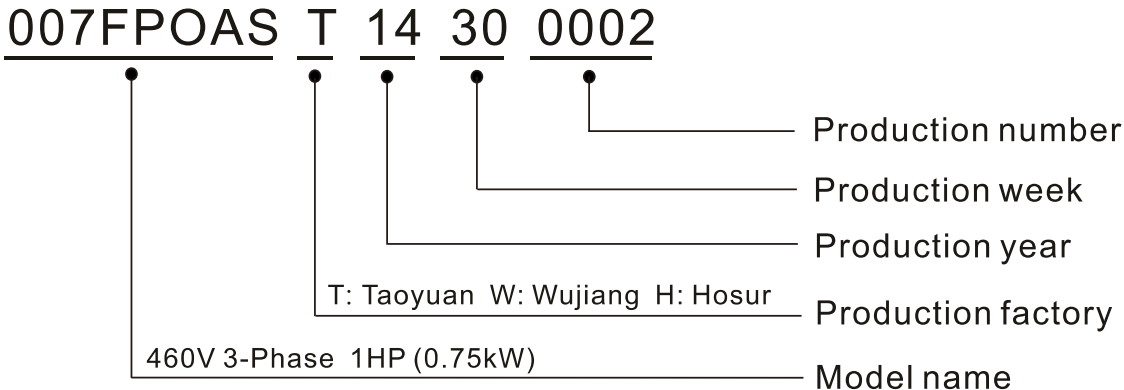 007FPOAS T 14 30 0002
Production number
Production week
Production year
T: Taoyuan W: Wujiang H: Hosur
Production factory
460V 3-Phase 1HP (0.75kW)
Model name